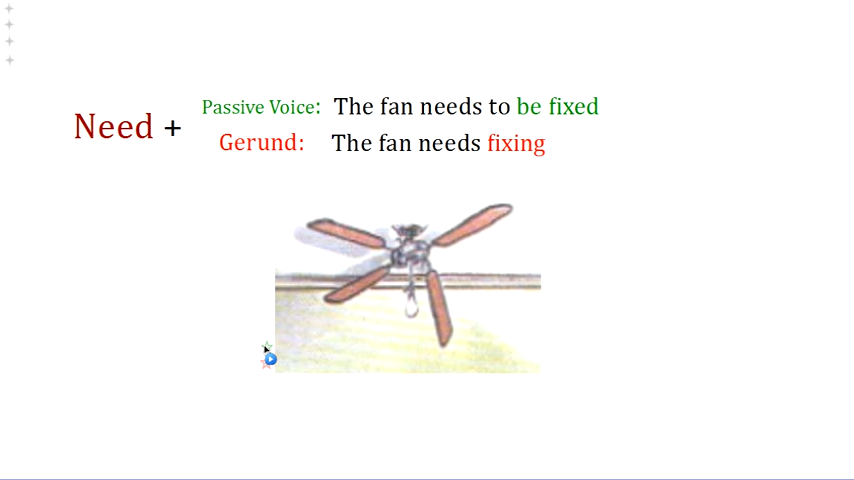 Need +
Passive Voice: The fan needs to be fixed
Gerund: The fan needs fixing